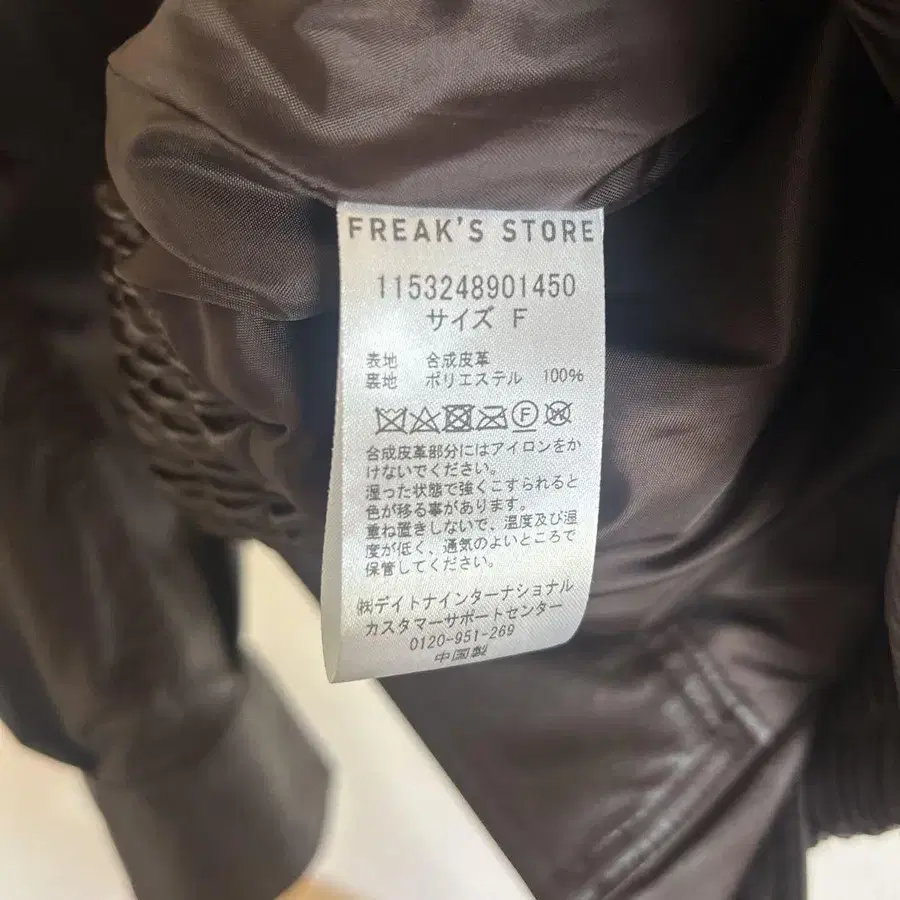 FREAK'S STORE
1153248901450
サイズ F
表地 合成皮革
裏地 ポリエステル 100%
F W
合成皮革部分にはアイロンをか
けないでください。
湿った状態で強くこすられると
色が移る事があります。
重ね置きしないで、温度及び湿
度が低く、通気のよいところで
保管してください。
㈱デイトナインターナショナル
カスタマーサポートセンター
0120-951-269
中国製